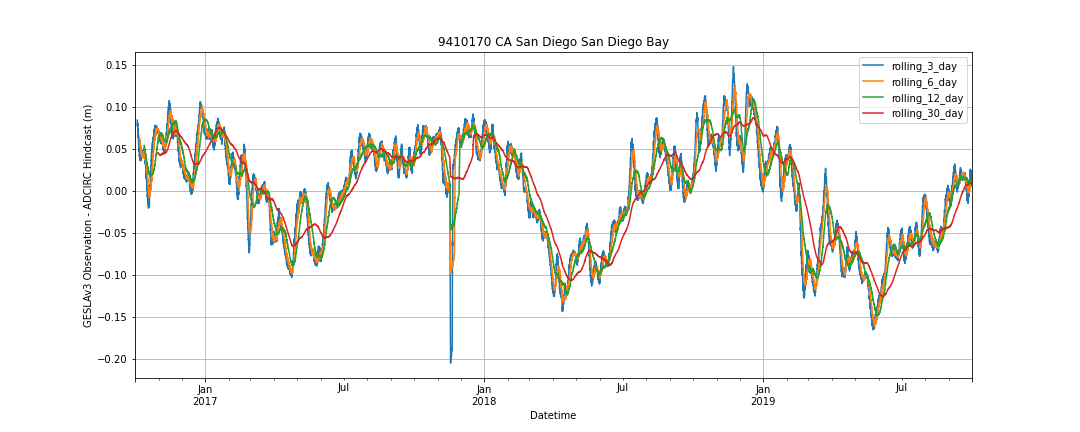 9410170 CA San Diego San Diego Bay
GESLAv3 Observation - ADCIRC Hindcast (m)
0.15
0.10
0.05
0.00
−0.05
−0.10
−0.15
−0.20
rolling_3_day
rolling_6_day
rolling_12_day
rolling_30_day
Jan
2017
Jul
Jan
2018
Jul
Jan
2019
Jul
Datetime